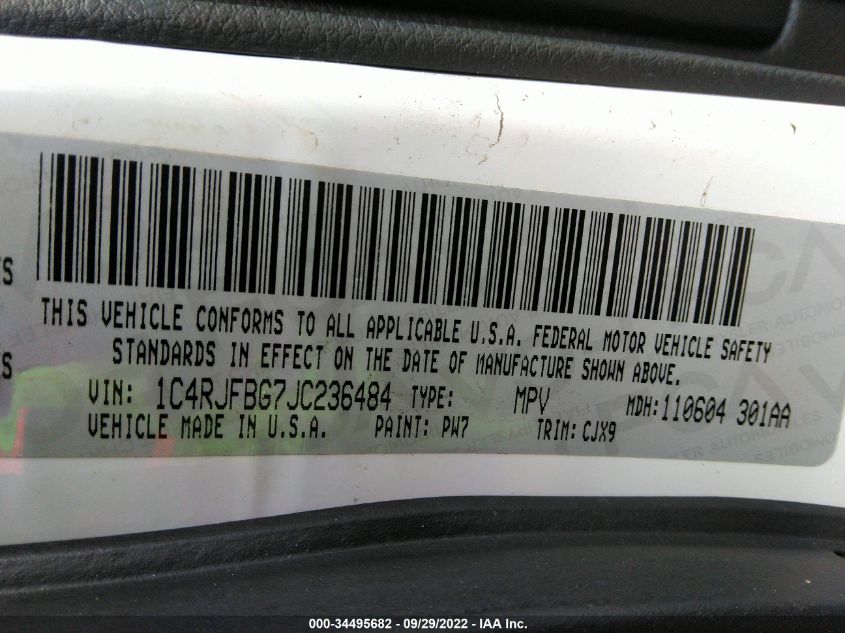 TS
THIS VEHICLE CONFORMS TO ALL APPLICABLE U.S.A. FEDERAL MOTOR VEHICLE SAFETY
STANDARDS IN EFFECT ON THE DATE OF MANUFACTURE SHOWN ABOVE.
S
VIN: 1C4RJFBG7JC236484 TYPE: MPV MDH:110604 301AA
VEHICLE MADE IN U.S.A. PAINT: PW7 TRIM:CJX9
000-34495682 - 09/29/2022 - IAA Inc.